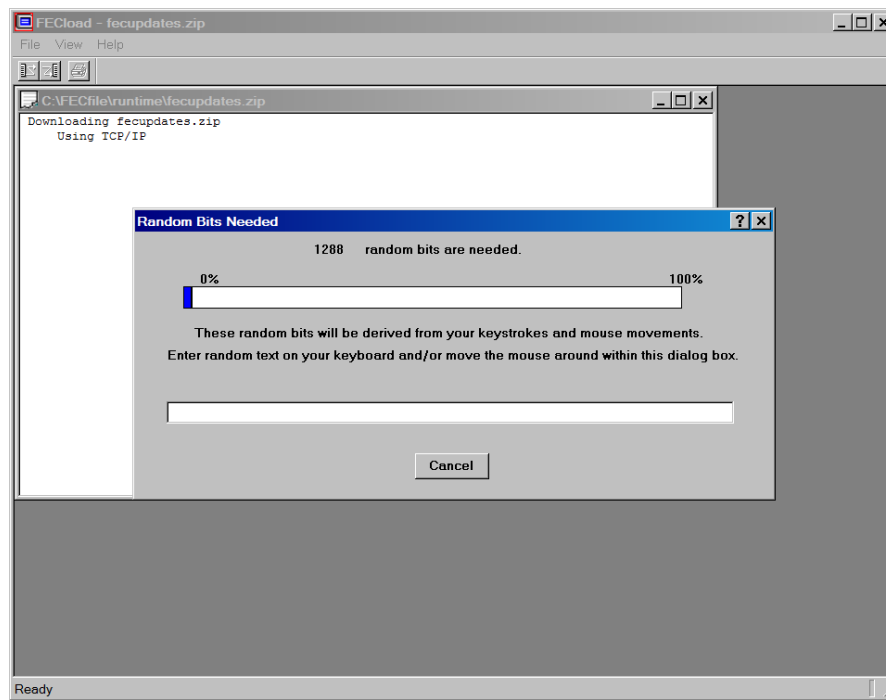 FECload - fecupdates.zip
File View Help
C:\FECfile\runtime\fecupdates.zip
Downloading fecupdates.zip
Using TCP/IP
Random Bits Needed
1288 random bits are needed.
0% 100%
These random bits will be derived from your keystrokes and mouse movements.
Enter random text on your keyboard and/or move the mouse around within this dialog box.
Cancel
Ready